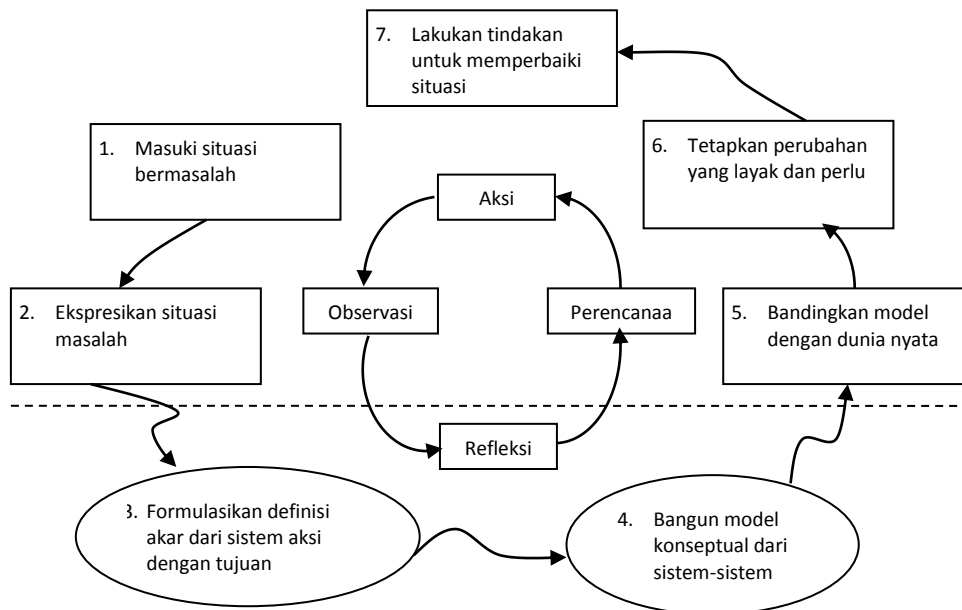 7. Lakukan tindakan
untuk memperbaiki
situasi
1. Masuki situasi
bermasalah
6. Tetapkan perubahan
yang layak dan perlu
Aksi
2. Ekspresikan situasi
masalah
Observasi
Perencanaa
5. Bandingkan model
dengan dunia nyata
Refleksi
3. Formulasikan definisi
akar dari sistem aksi
dengan tujuan
4. Bangun model
konseptual dari
sistem-sistem